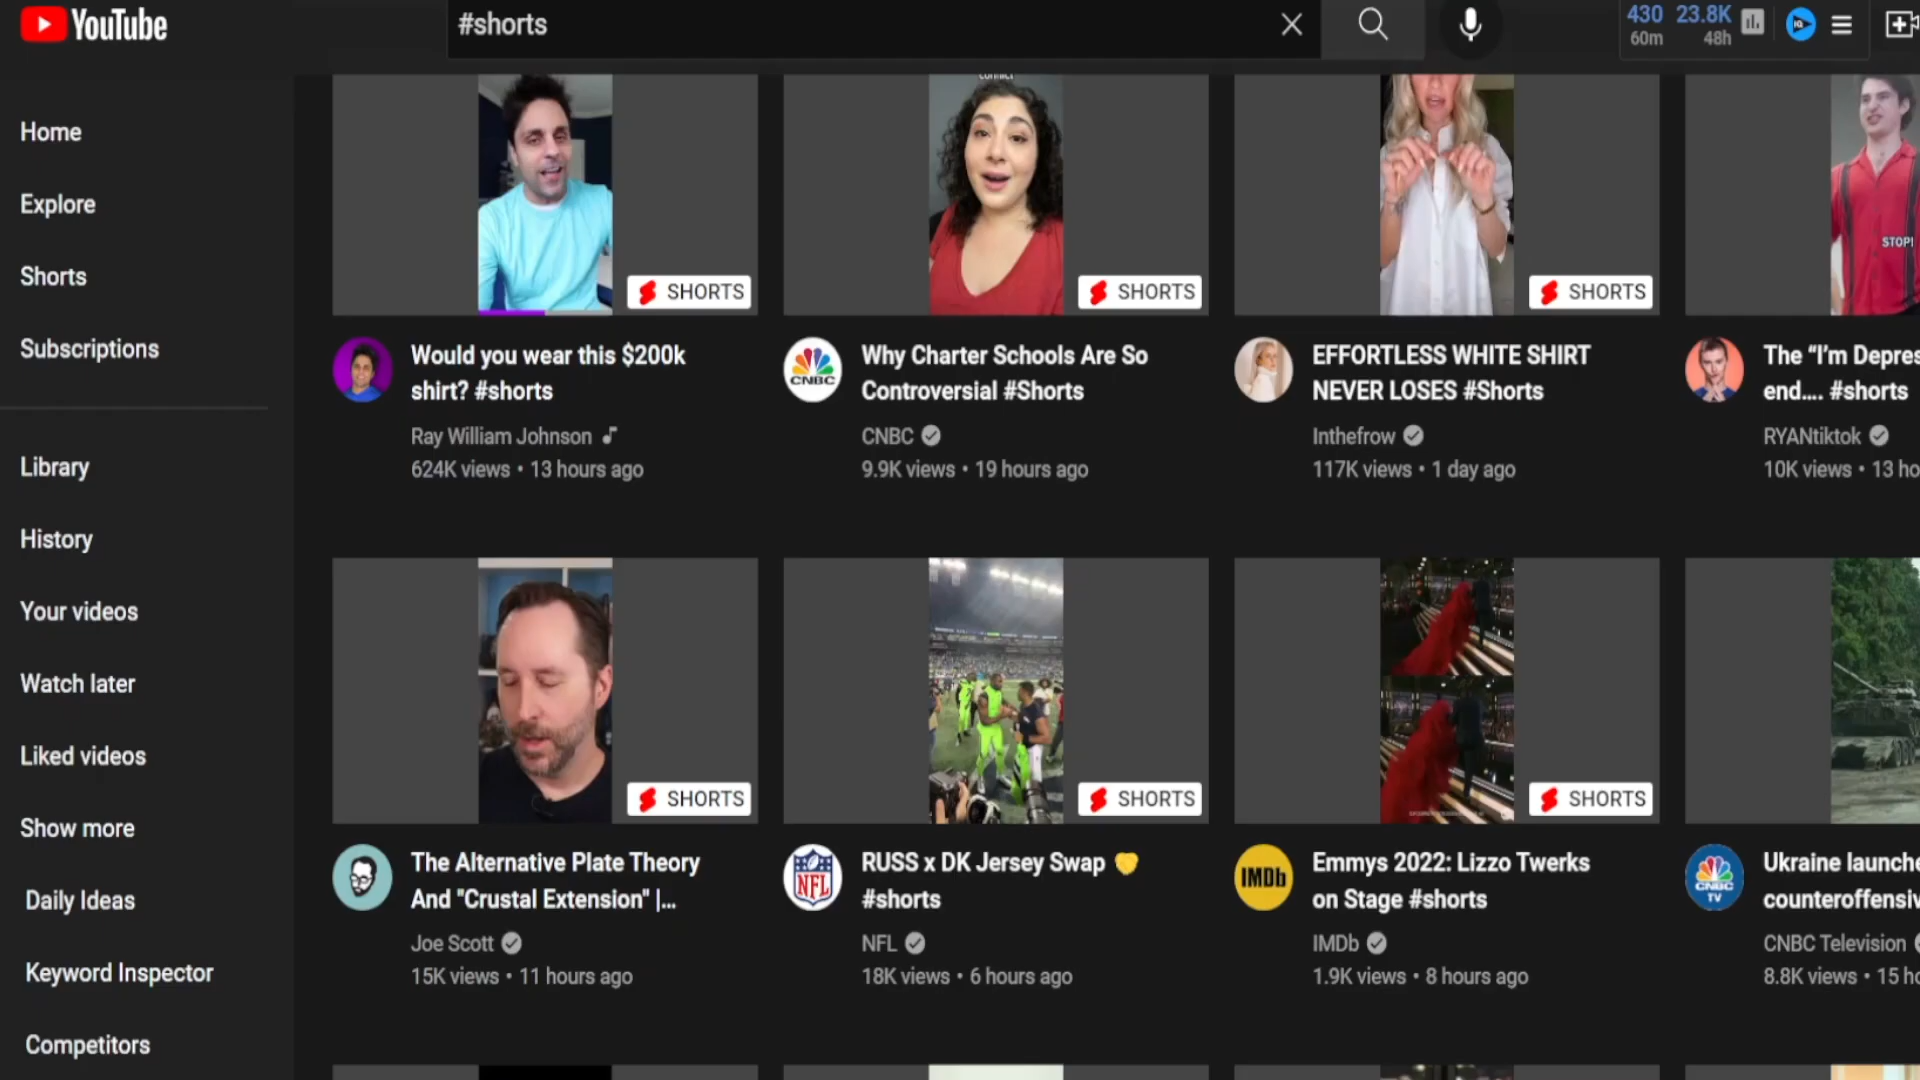 YouTube
#shorts
430 23.8K
60m 48h
Home
Explore
Shorts
Subscriptions
Library
History
Your videos
Watch later
Liked videos
Show more
Daily Ideas
Keyword Inspector
Competitors
STOP!
SHORTS
SHORTS
SHORTS
Would you wear this $200k
shirt? #shorts
Ray William Johnson
624K views • 13 hours ago
CNBC
Why Charter Schools Are So
Controversial #Shorts
CNBC
9.9K views • 19 hours ago
EFFORTLESS WHITE SHIRT
NEVER LOSES #Shorts
Inthefrow
117K views • 1 day ago
The “I’m Depres
end.... #shorts
RYANtiktok
10K views • 13 ho
SHORTS
SHORTS
SHORTS
The Alternative Plate Theory
And "Crustal Extension" |...
Joe Scott
15K views • 11 hours ago
NFL
RUSS x DK Jersey Swap
#shorts
NFL
18K views • 6 hours ago
IMDb
Emmys 2022: Lizzo Twerks
on Stage #shorts
IMDb
1.9K views • 8 hours ago
CNBC
TV
Ukraine launche
counteroffensiv
CNBC Television
8.8K views • 15 ho